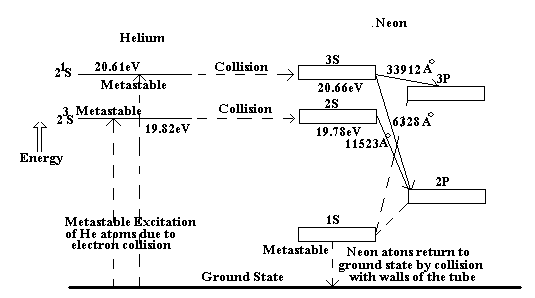 .Neon
Helium
2¹S 20.61eV Collision 3S 33912A°
Metastable 20.66eV 3P
2³S Metastable Collision 2S
19.82eV 19.78eV 6328A°
11523A°
Energy
2P
1S
Metastable Excitation
of He atoms due to
electron collision
Metastable
Neon atons return to
ground state by collision
with walls of the tube
Ground State